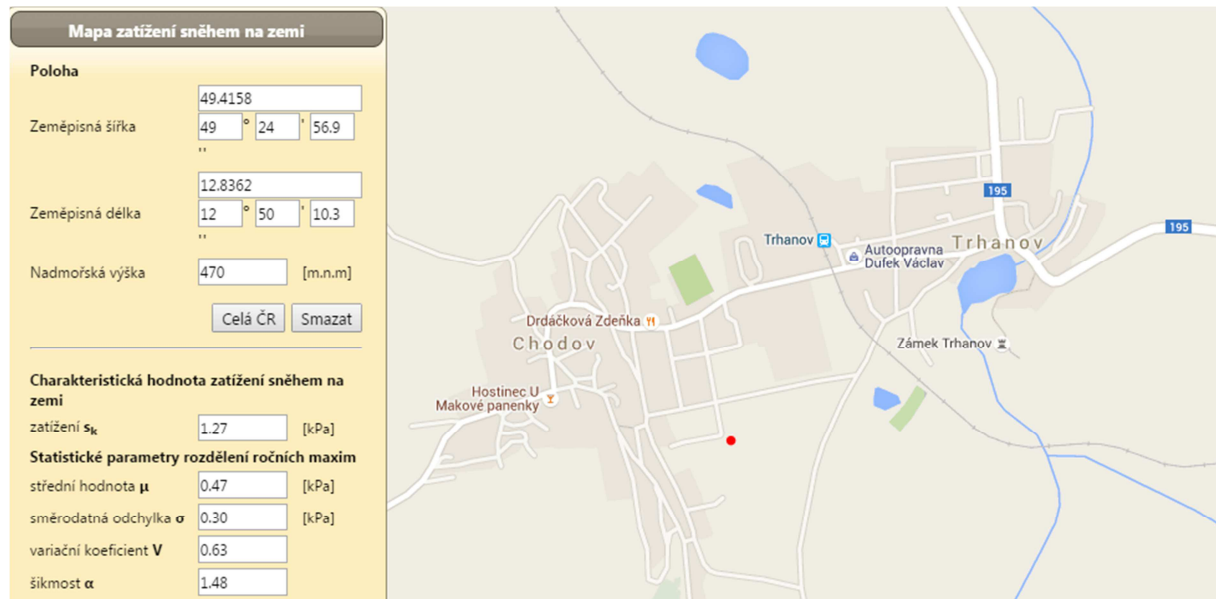 Mapa zatížení sněhem na zemi
Poloha
49.4158
Zeměpisná šířka 49 ° 24 ' 56.9
''
12.8362
Zeměpisná délka 12 ° 50 ' 10.3
''
Nadmořská výška 470 [m.n.m]
Celá ČR Smazat
Charakteristická hodnota zatížení sněhem na
zemi
zatížení sk 1.27 [kPa]
Statistické parametry rozdělení ročních maxim
střední hodnota μ 0.47 [kPa]
směrodatná odchylka σ 0.30 [kPa]
variační koeficient V 0.63
šikmost α 1.48
195
195
Trhanov
Trhanov
Autoopravna
Dufek Václav
Drdáčková Zdeňka
Chodov
Zámek Trhanov
Hostinec U
Makové panenky